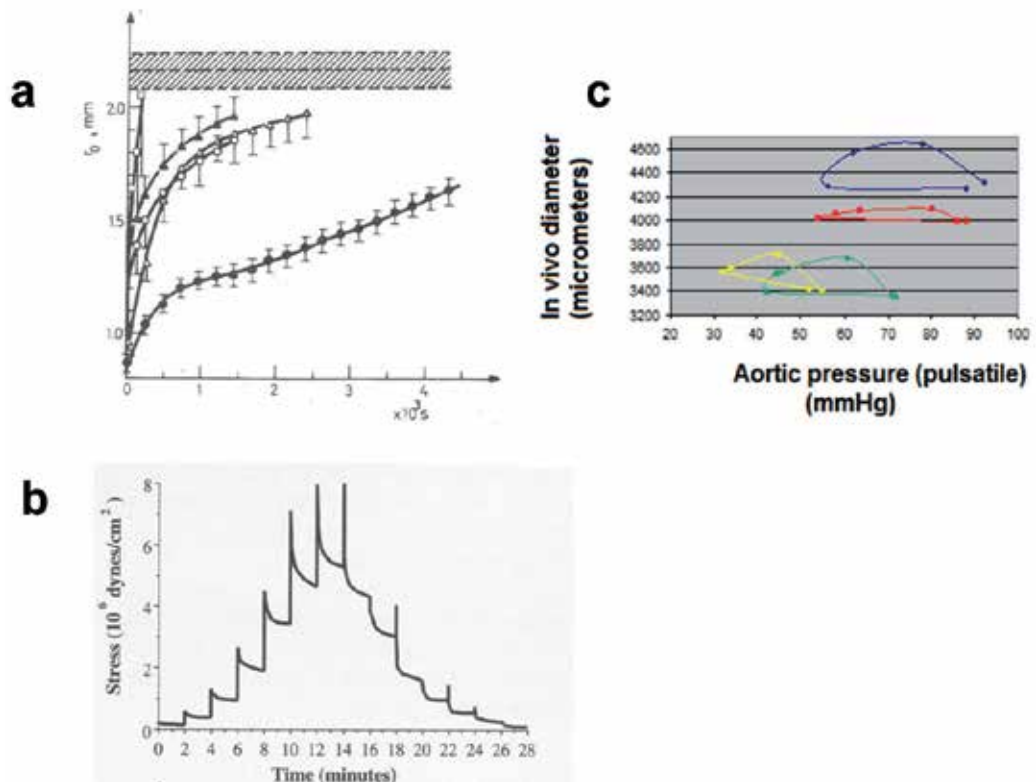 a
2.0
1.5
1.0
r₀, mm
0
1
2
3
4
×10³s
c
In vivo diameter
(micrometers)
4600
4400
4200
4000
3800
3600
3400
3200
20 30 40 50 60 70 80 90 100
Aortic pressure (pulsatile)
(mmHg)
b
Stress (10⁶ dynes/cm²)
8
6
4
2
0
0 2 4 6 8 10 12 14 16 18 20 22 24 26 28
Time (minutes)